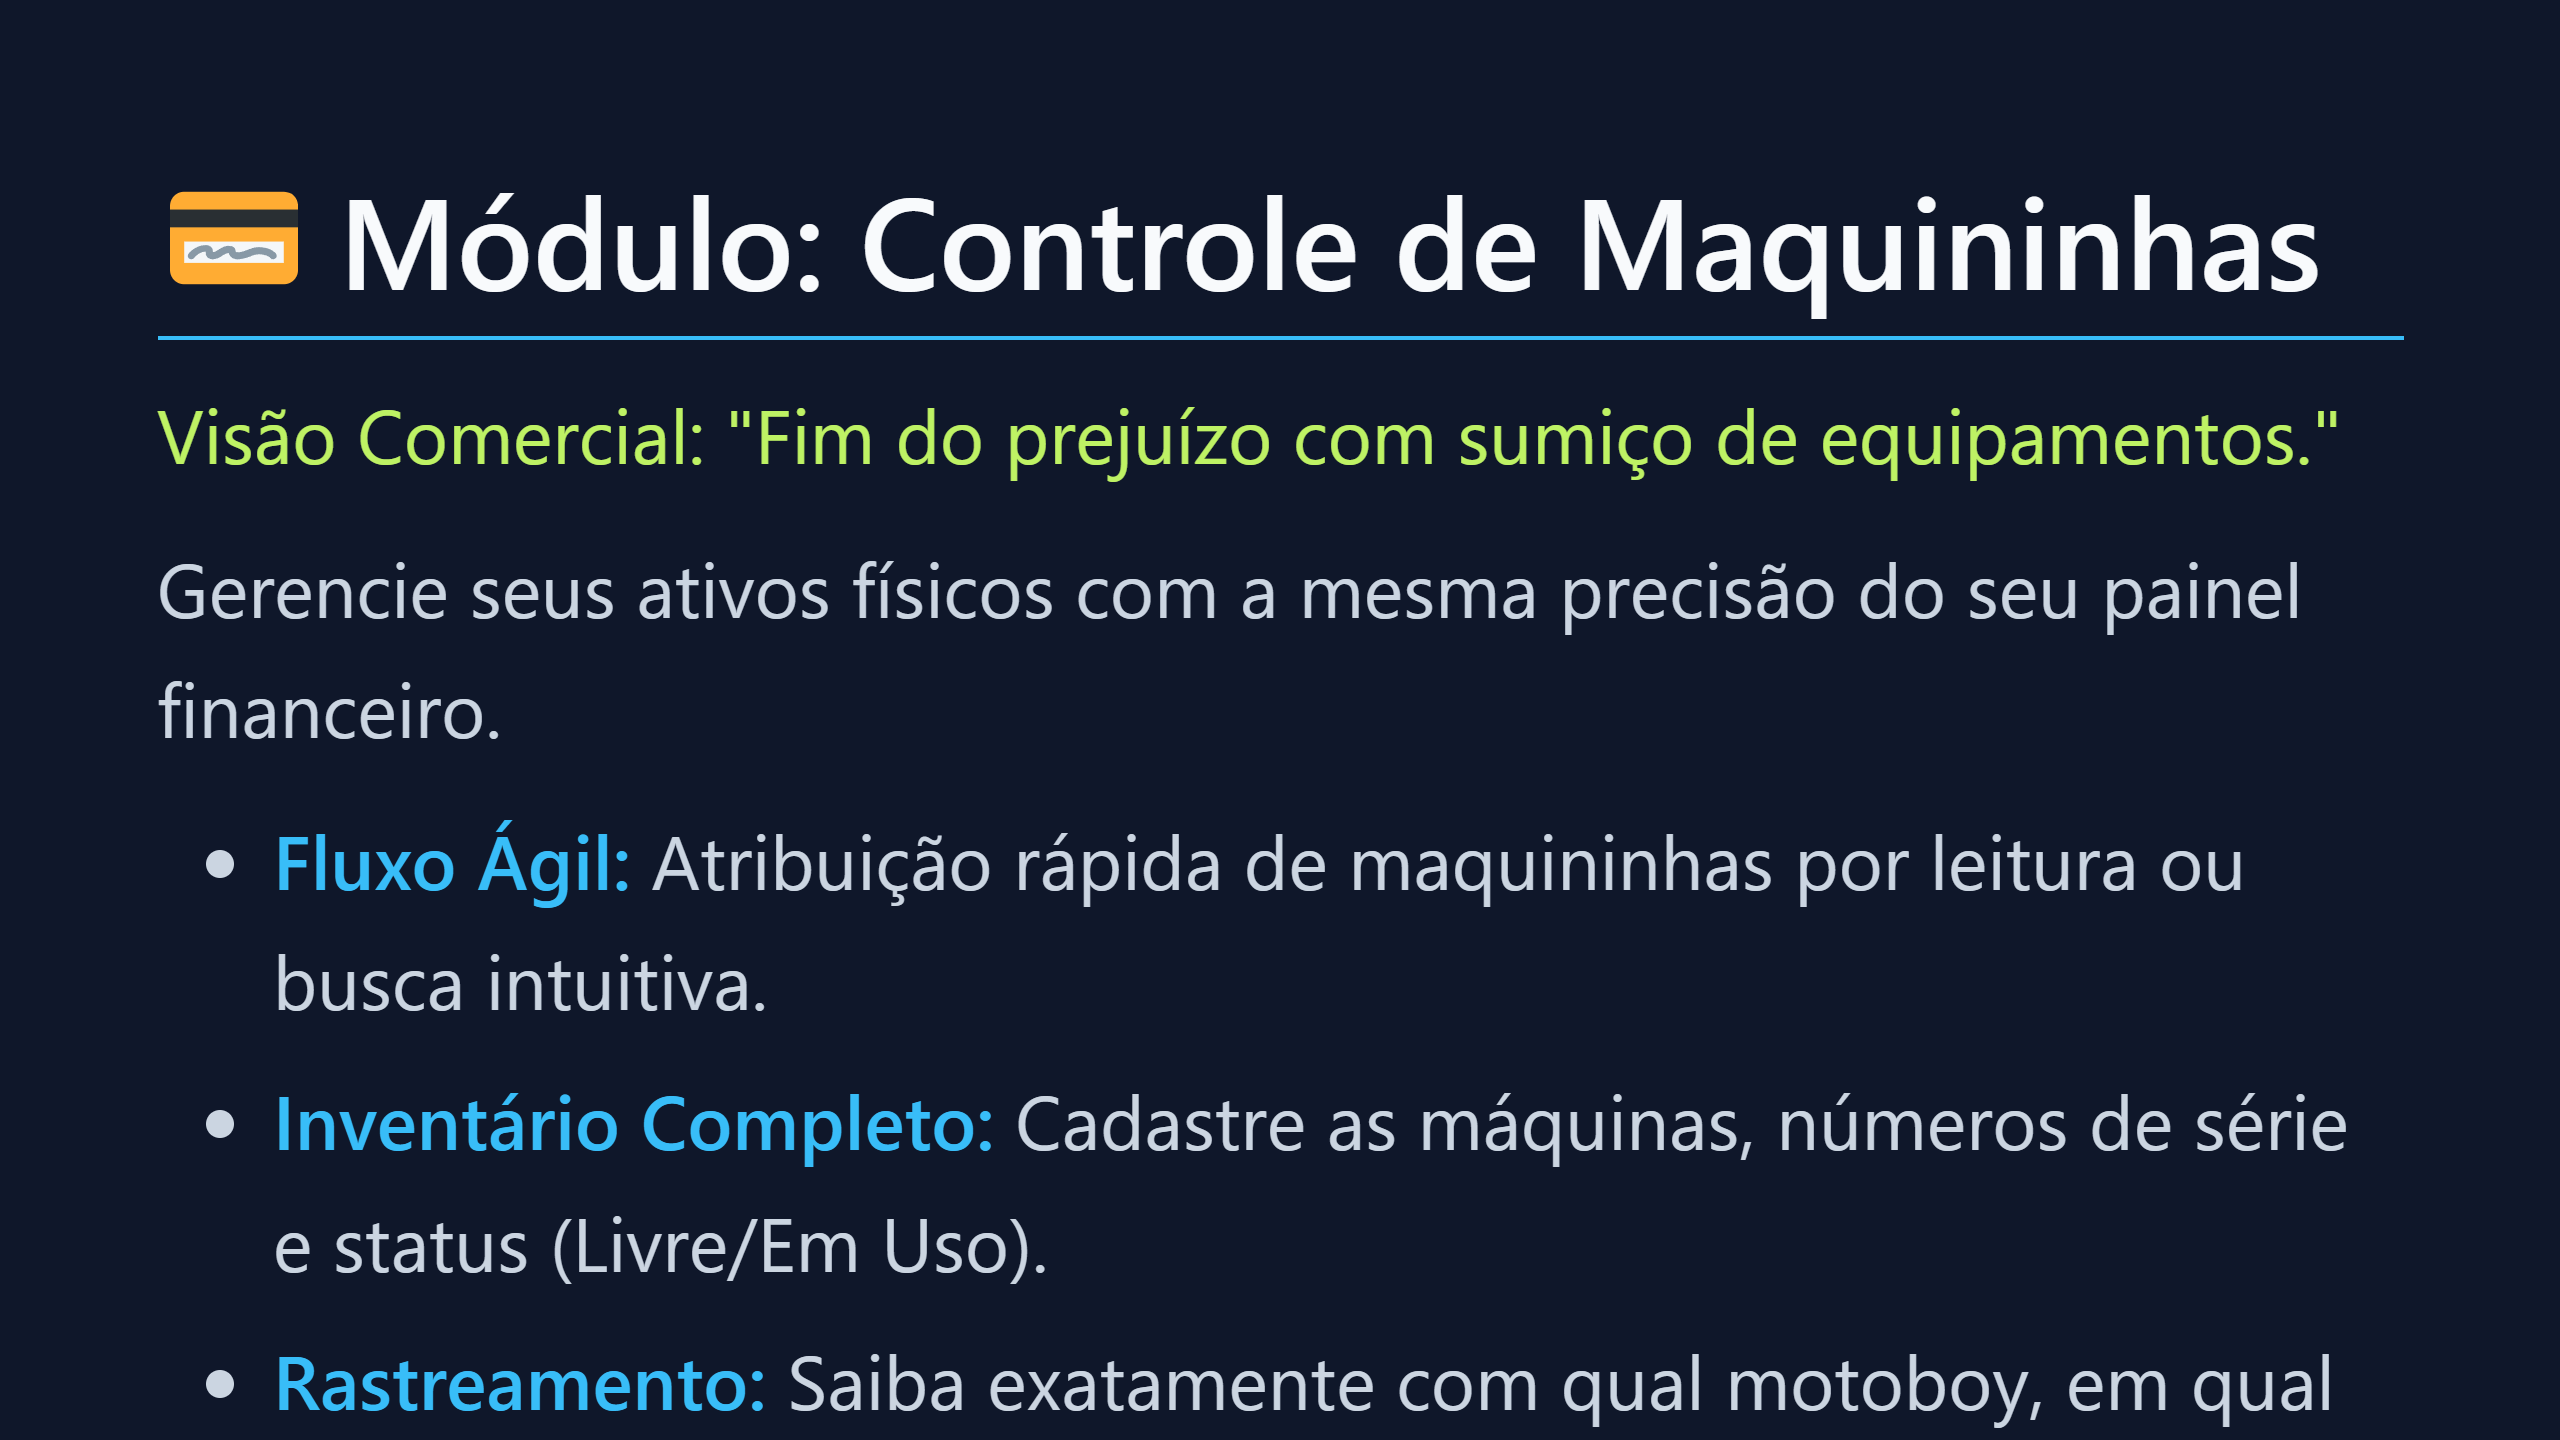 Módulo: Controle de Maquininhas
Visão Comercial: "Fim do prejuízo com sumiço de equipamentos."
Gerencie seus ativos físicos com a mesma precisão do seu painel
financeiro.
• Fluxo Ágil: Atribuição rápida de maquininhas por leitura ou
busca intuitiva.
• Inventário Completo: Cadastre as máquinas, números de série
e status (Livre/Em Uso).
• Rastreamento: Saiba exatamente com qual motoboy, em qual